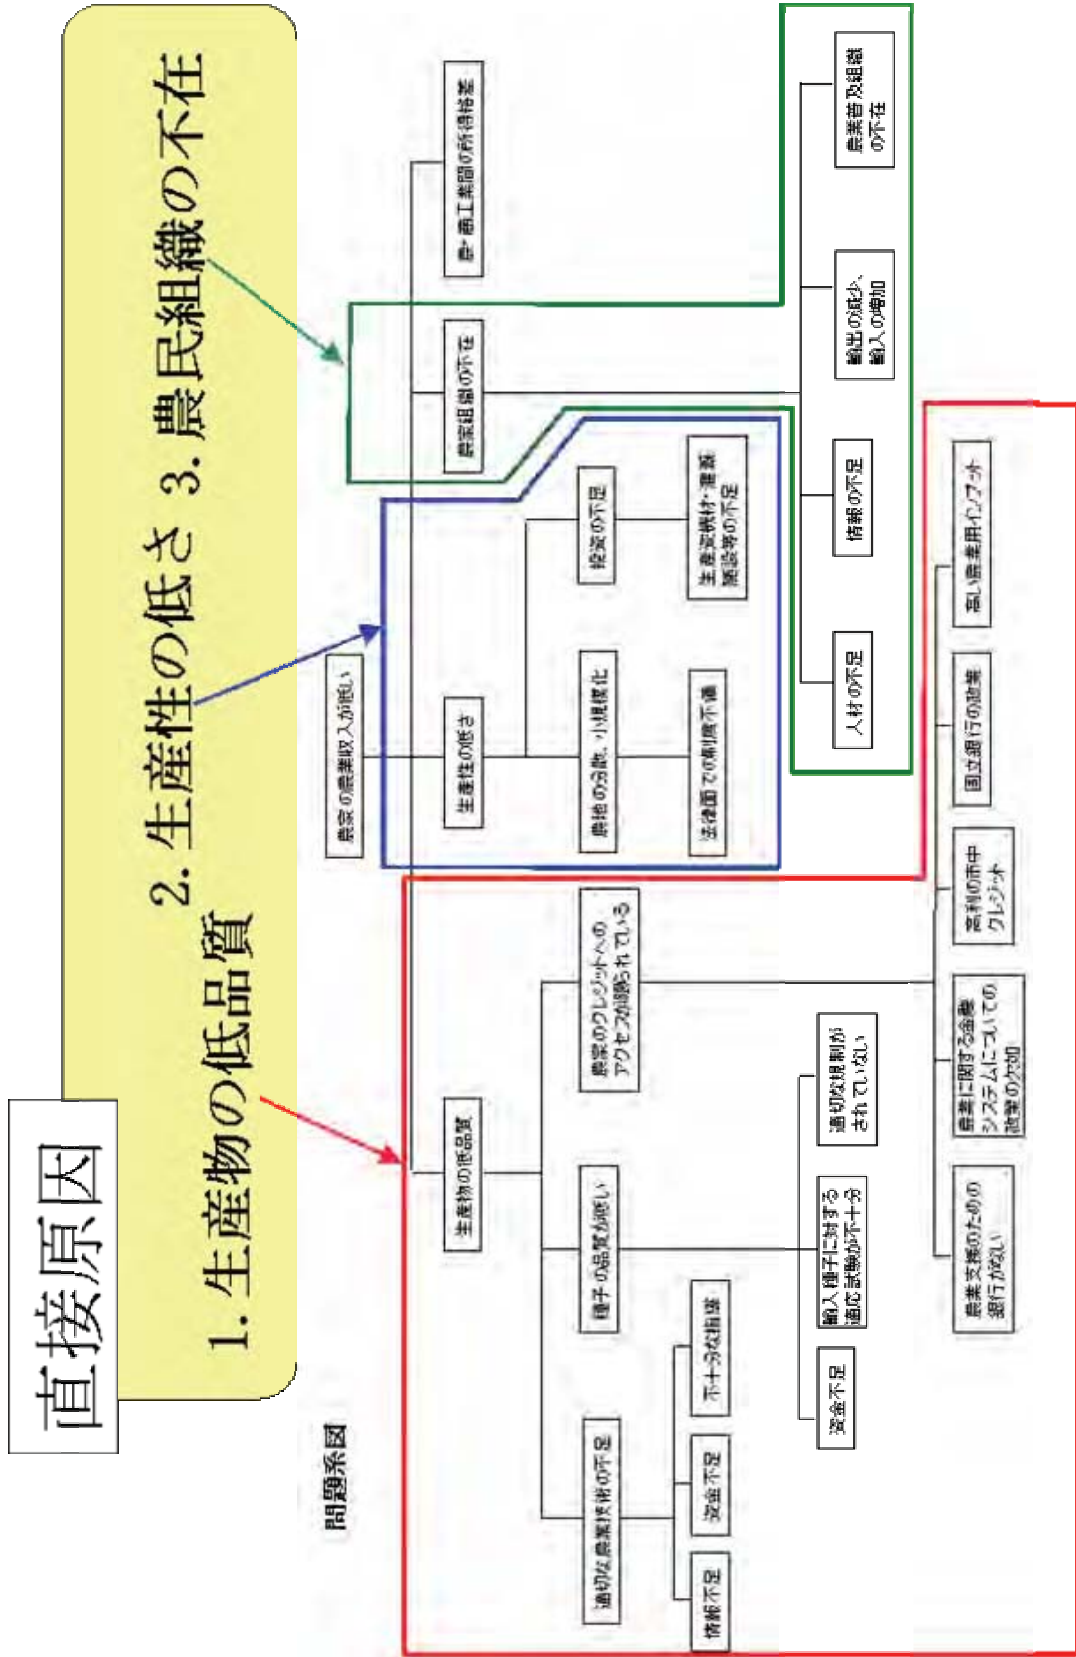 直接原因
1. 生産物の低品質
2. 生産性の低さ
3. 農民組織の不在
問題系図
農家の農業収入が低い
生産物の低品質
生産性の低さ
農家組織の不在
農・商工業間の所得格差
適切な農業技術の不足
種子の品質が低い
農家のクレジットへの
アクセスが限られている
農地の分散、小規模化
投資の不足
情報不足
資金不足
不十分な指導
法律面での制度不備
生産資機材・灌漑
施設等の不足
資金不足
輸入種子に対する
適応試験が不十分
適切な規制が
されていない
人材の不足
情報の不足
輸出の減少、
輸入の増加
農業普及組織
の不在
農業支援のための
銀行がない
農業に関する金融
システムについての
政策の欠如
高利の市中
クレジット
国立銀行の政策
高い農業用インプット